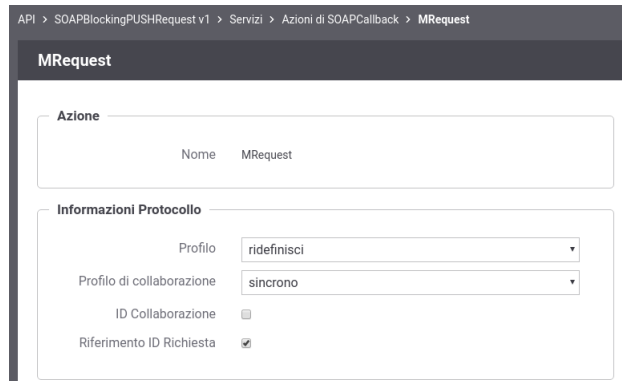 API > SOAPBlockingPUSHRequest v1 > Servizi > Azioni di SOAPCallback > MRequest
MRequest
Azione
Nome MRequest
Informazioni Protocollo
Profilo ridefinisci
Profilo di collaborazione sincrono
ID Collaborazione
Riferimento ID Richiesta